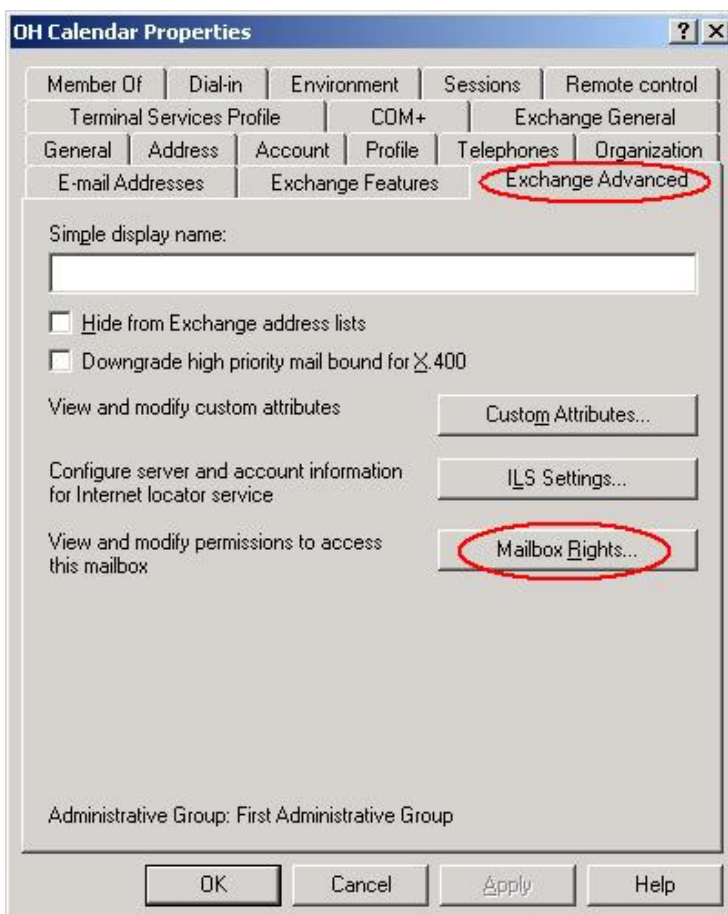 OH Calendar Properties
Member Of Dial-in Environment Sessions Remote control
Terminal Services Profile COM+ Exchange General
General Address Account Profile Telephones Organization
E-mail Addresses Exchange Features Exchange Advanced
Simple display name:
Hide from Exchange address lists
Downgrade high priority mail bound for X.400
View and modify custom attributes
Custom Attributes...
Configure server and account information
for Internet locator service
ILS Settings...
View and modify permissions to access
this mailbox
Mailbox Rights...
Administrative Group: First Administrative Group
OK Cancel Apply Help